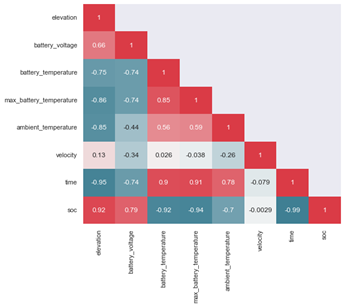 elevation 1
battery_voltage 0.66 1
battery_temperature -0.75 -0.74 1
max_battery_temperature -0.86 -0.74 0.85 1
ambient_temperature -0.85 -0.44 0.56 0.59 1
velocity 0.13 -0.34 0.026 -0.038 -0.26 1
time -0.95 -0.74 0.9 0.91 0.78 -0.079 1
soc 0.92 0.79 -0.92 -0.94 -0.7 -0.0029 -0.99 1
elevation
battery_voltage
battery_temperature
max_battery_temperature
ambient_temperature
velocity
time
soc